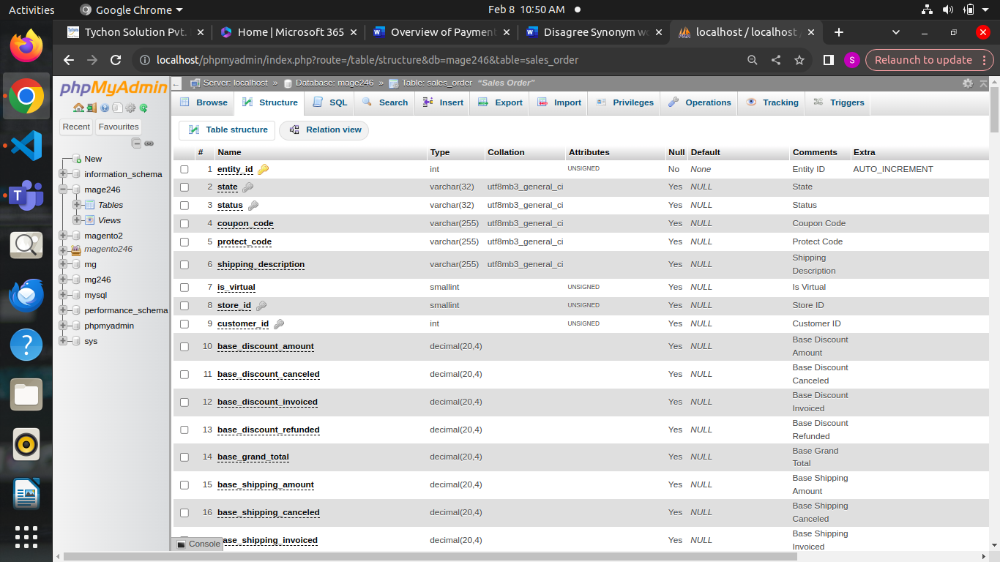 Activities Google Chrome Feb 8 10:50 AM
Tychon Solution Pvt. Home | Microsoft 365 Overview of Payment Disagree Synonym wo localhost / localhost /
localhost/phpmyadmin/index.php?route=/table/structure&db=mage246&table=sales_order S Relaunch to update
phpMyAdmin
Recent Favourites
New
information_schema
mage246
Tables
Views
magento2
magento246
mg
mg246
mysql
performance_schema
phpmyadmin
sys
Server: localhost » Database: mage246 » Table: sales_order "Sales Order"
Browse Structure SQL Search Insert Export Import Privileges Operations Tracking Triggers
Table structure Relation view
# Name Type Collation Attributes Null Default Comments Extra
1 entity_id int UNSIGNED No None Entity ID AUTO_INCREMENT
2 state varchar(32) utf8mb3_general_ci Yes NULL State
3 status varchar(32) utf8mb3_general_ci Yes NULL Status
4 coupon_code varchar(255) utf8mb3_general_ci Yes NULL Coupon Code
5 protect_code varchar(255) utf8mb3_general_ci Yes NULL Protect Code
6 shipping_description varchar(255) utf8mb3_general_ci Yes NULL Shipping
Description
7 is_virtual smallint UNSIGNED Yes NULL Is Virtual
8 store_id smallint UNSIGNED Yes NULL Store ID
9 customer_id int UNSIGNED Yes NULL Customer ID
10 base_discount_amount decimal(20,4) Yes NULL Base Discount
Amount
11 base_discount_canceled decimal(20,4) Yes NULL Base Discount
Canceled
12 base_discount_invoiced decimal(20,4) Yes NULL Base Discount
Invoiced
13 base_discount_refunded decimal(20,4) Yes NULL Base Discount
Refunded
14 base_grand_total decimal(20,4) Yes NULL Base Grand
Total
15 base_shipping_amount decimal(20,4) Yes NULL Base Shipping
Amount
16 base_shipping_canceled decimal(20,4) Yes NULL Base Shipping
Canceled
ase_shipping_invoiced decimal(20,4) Yes NULL Base Shipping
Invoiced
Console